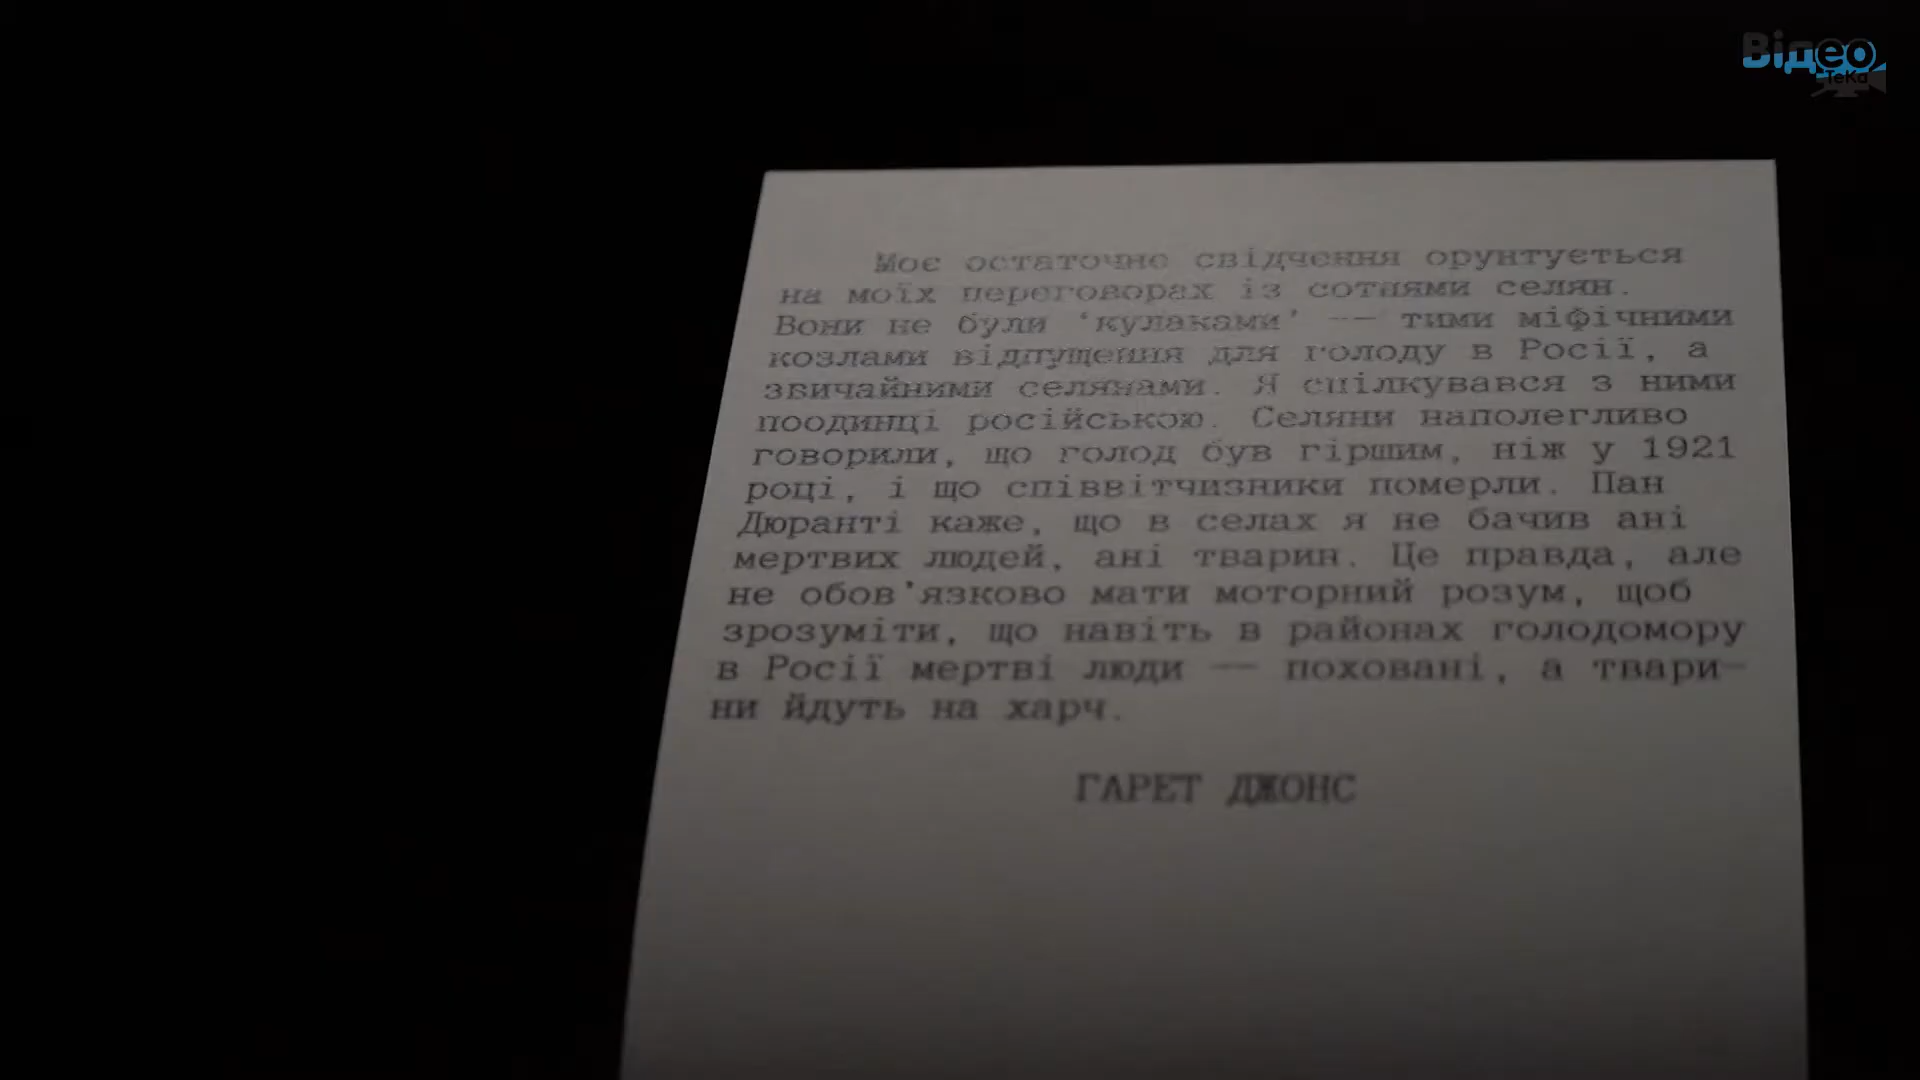 Відео
Тека
Моє остаточне свідчення орунтується
на моїх переговорах із сотнями селян.
Вони не були 'кулаками' -- тими міфічними
козлами відпущення для голоду в Росії, а
звичайними селянами. Я спілкувався з ними
поодинці російською. Селяни наполегливо
говорили, що голод був гіршим, ніж у 1921
році, і що співвітчизники померли. Пан
Дюранті каже, що в селах я не бачив ані
мертвих людей, ані тварин. Це правда, але
не обов'язково мати моторний розум, щоб
зрозуміти, що навіть в районах голодомору
в Росії мертві люди -- поховані, а твари-
ни йдуть на харч.
ГАРЕТ ДЖОНС